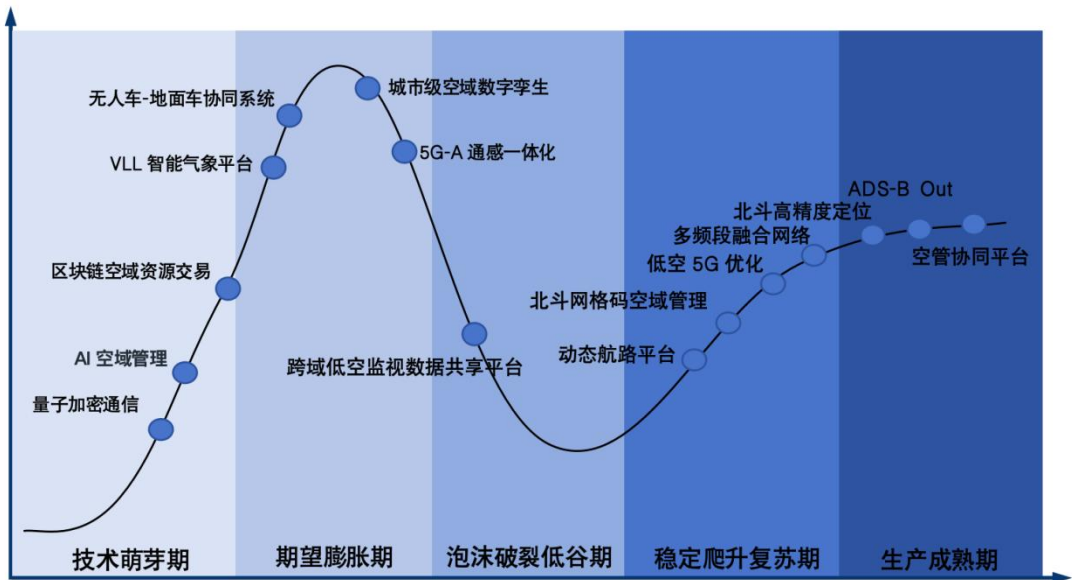 无人车-地面车协同系统
城市级空域数字孪生
VLL 智能气象平台
5G-A 通感一体化
ADS-B Out
北斗高精度定位
多频段融合网络
空管协同平台
区块链空域资源交易
低空 5G 优化
北斗网格码空域管理
AI 空域管理
跨域低空监视数据共享平台
动态航路平台
量子加密通信
技术萌芽期
期望膨胀期
泡沫破裂低谷期
稳定爬升复苏期
生产成熟期